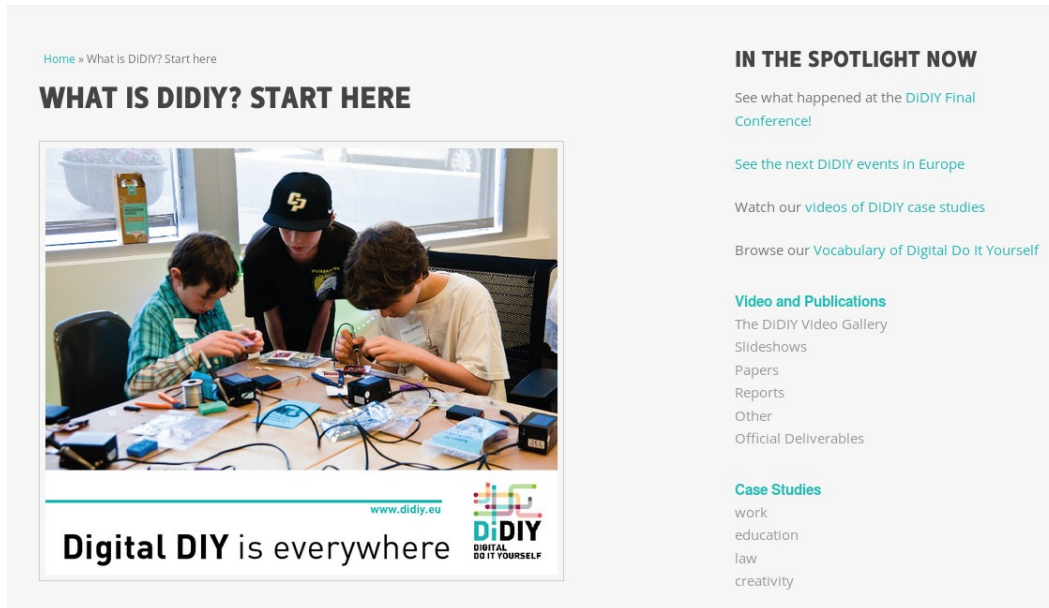 Home » What is DiDIY? Start here
WHAT IS DIDIY? START HERE
CP
www.didiy.eu
Digital DIY is everywhere
DiDIY
DIGITAL
DO IT YOURSELF
IN THE SPOTLIGHT NOW
See what happened at the DiDIY Final
Conference!
See the next DiDIY events in Europe
Watch our videos of DiDIY case studies
Browse our Vocabulary of Digital Do It Yourself
Video and Publications
The DiDIY Video Gallery
Slideshows
Papers
Reports
Other
Official Deliverables
Case Studies
work
education
law
creativity